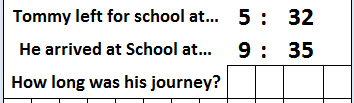 Tommy left for school at... 5 : 32
He arrived at School at... 9 : 35
How long was his journey?